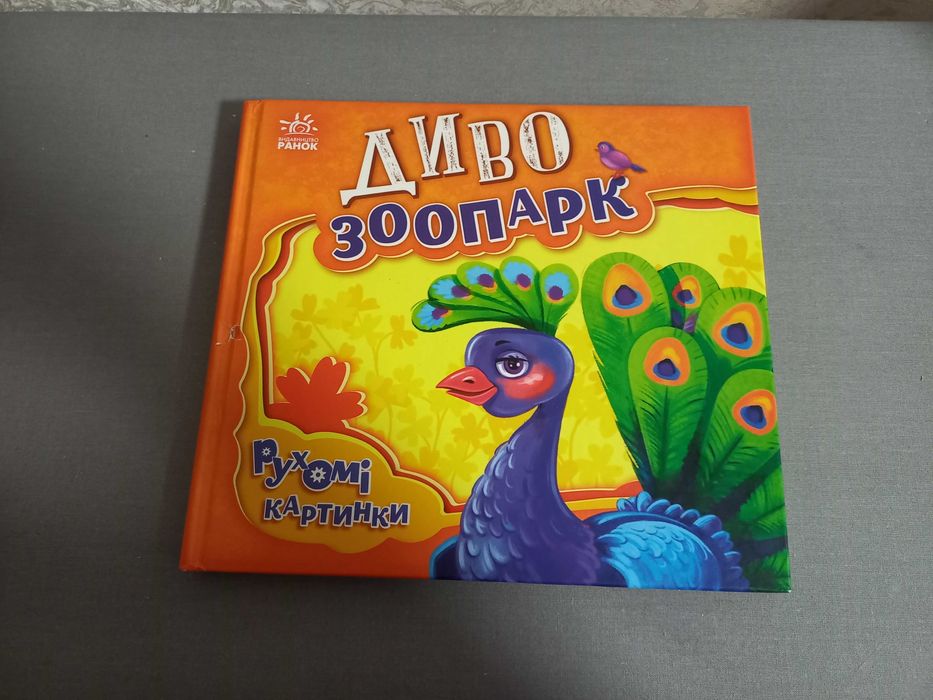 ВИДАВНИЦТВО
РАНОК
ДИВО
ЗООПАРК
Рухомі
картинки